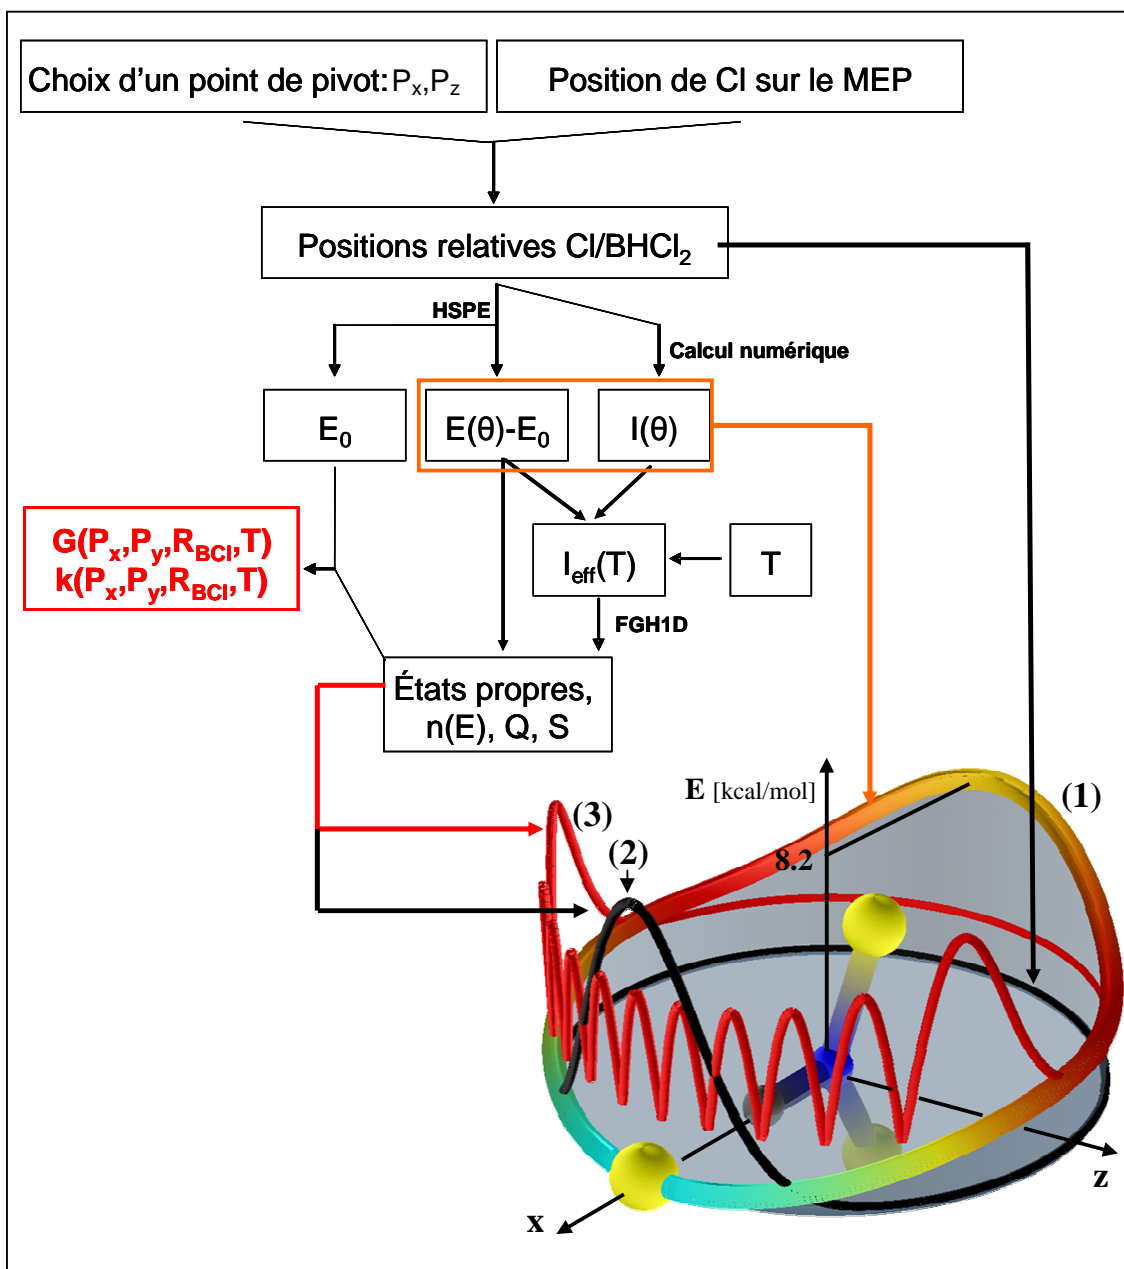 Choix d'un point de pivot: Px,Pz
Position de Cl sur le MEP
Positions relatives Cl/BHCl2
HSPE
Calcul numérique
E0
E(θ)-E0
I(θ)
G(Px,Py,RBCl,T)
k(Px,Py,RBCl,T)
Ieff(T)
T
FGH1D
États propres,
n(E), Q, S
E [kcal/mol]
(1)
(3)
(2)
8.2
z
x